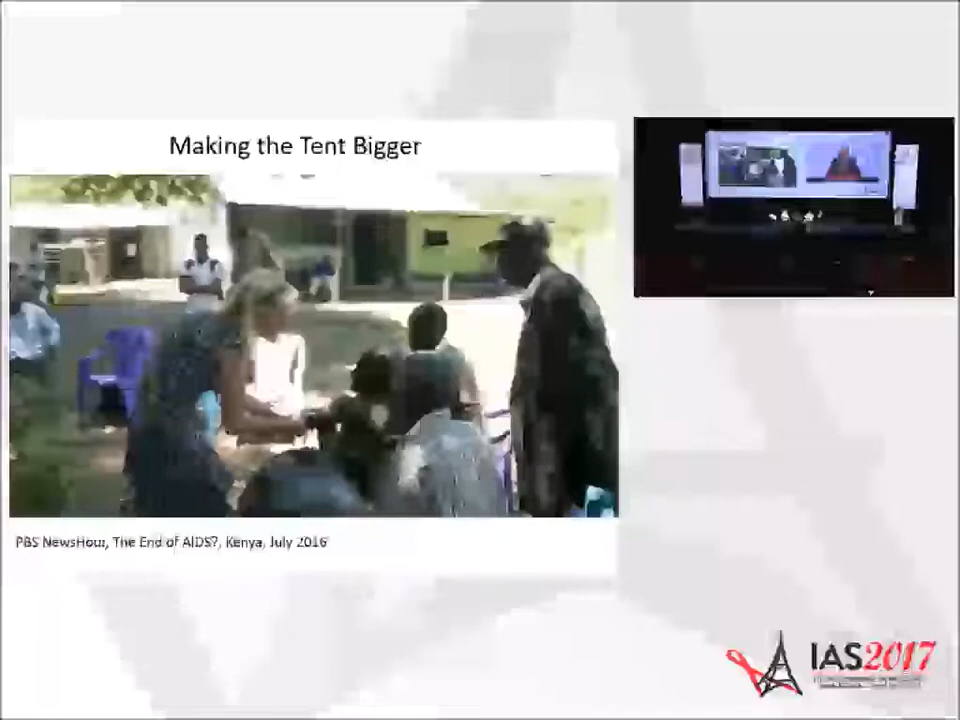 Making the Tent Bigger
PBS NewsHour, The End of AIDS?, Kenya, July 2016
IAS2017